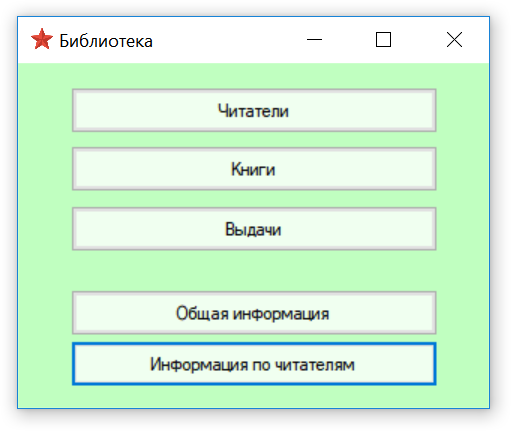 Библиотека
Читатели
Книги
Выдачи
Общая информация
Информация по читателям